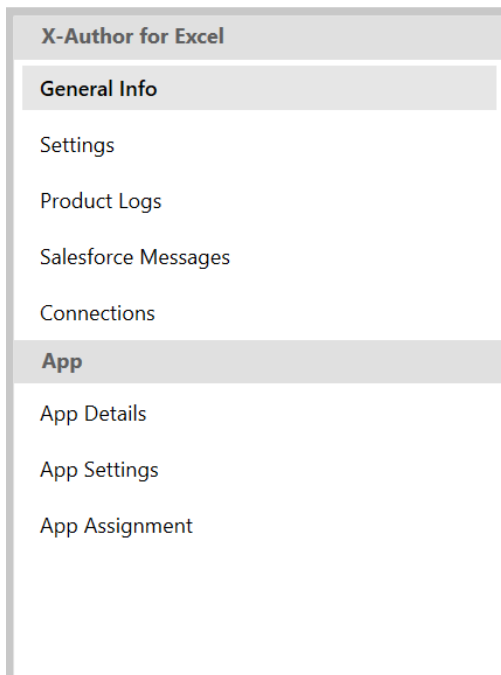 X-Author for Excel
General Info
Settings
Product Logs
Salesforce Messages
Connections
App
App Details
App Settings
App Assignment